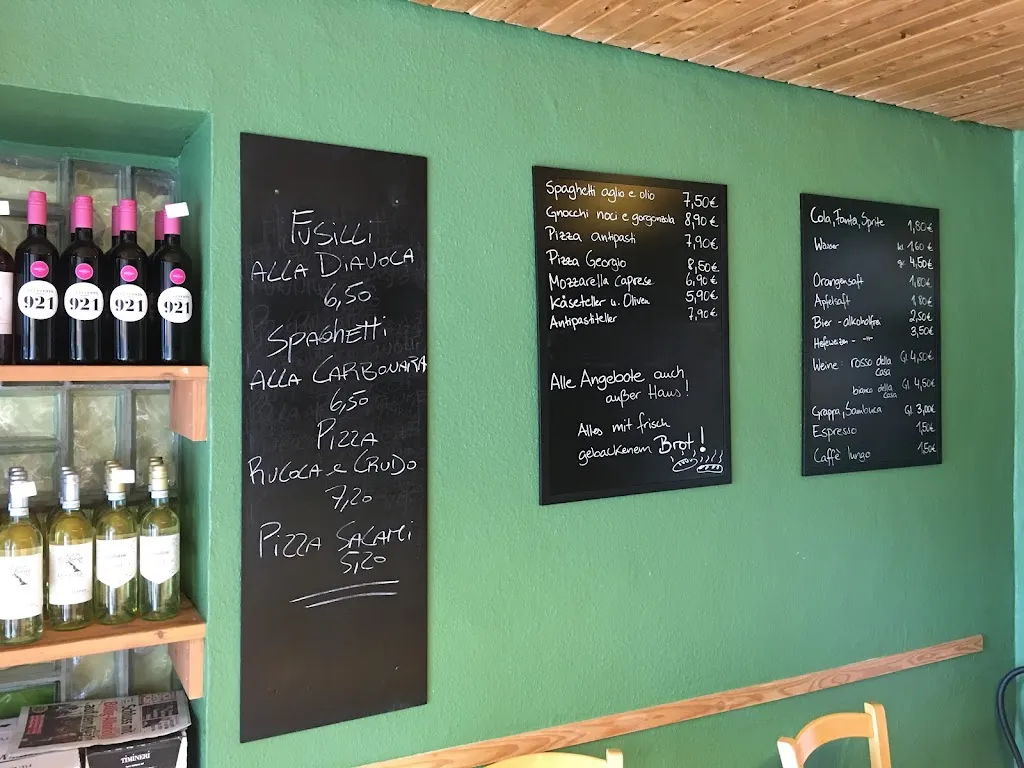 921
921
921
921
FUSILLI
ALLA DIAVOLA
6,50
SPAGHETTI
ALLA CARBONARA
6,50
PIZZA
RUCOLA e CRUDO
7,20
PIZZA SALAMI
5,20
Spaghetti aglio e olio 7,50€
Gnocchi noci e gorgonzola 8,90€
Pizza antipasti 7,90€
Pizza Georgio 8,50€
Mozzarella Caprese 6,90€
Käseteller u. Oliven 5,90€
Antipastiteller 7,90€
Alle Angebote auch
außer Haus!
Alles mit frisch
gebackenem Brot!
Cola, Fanta, Sprite 1,80€
Wasser kl. 1,60€
gr. 4,50€
Orangensaft 1,80€
Apfelsaft 1,80€
Bier - alkoholfrei 2,50€
Hefeweizen - -"- 3,50€
Weine: rosso della Gl. 4,50€
casa
bianco della Gl. 4,50€
casa
Grappa, Sambuca Gl. 3,00€
Espresso 1,50€
Caffè lungo 1,50€
TIMINERI